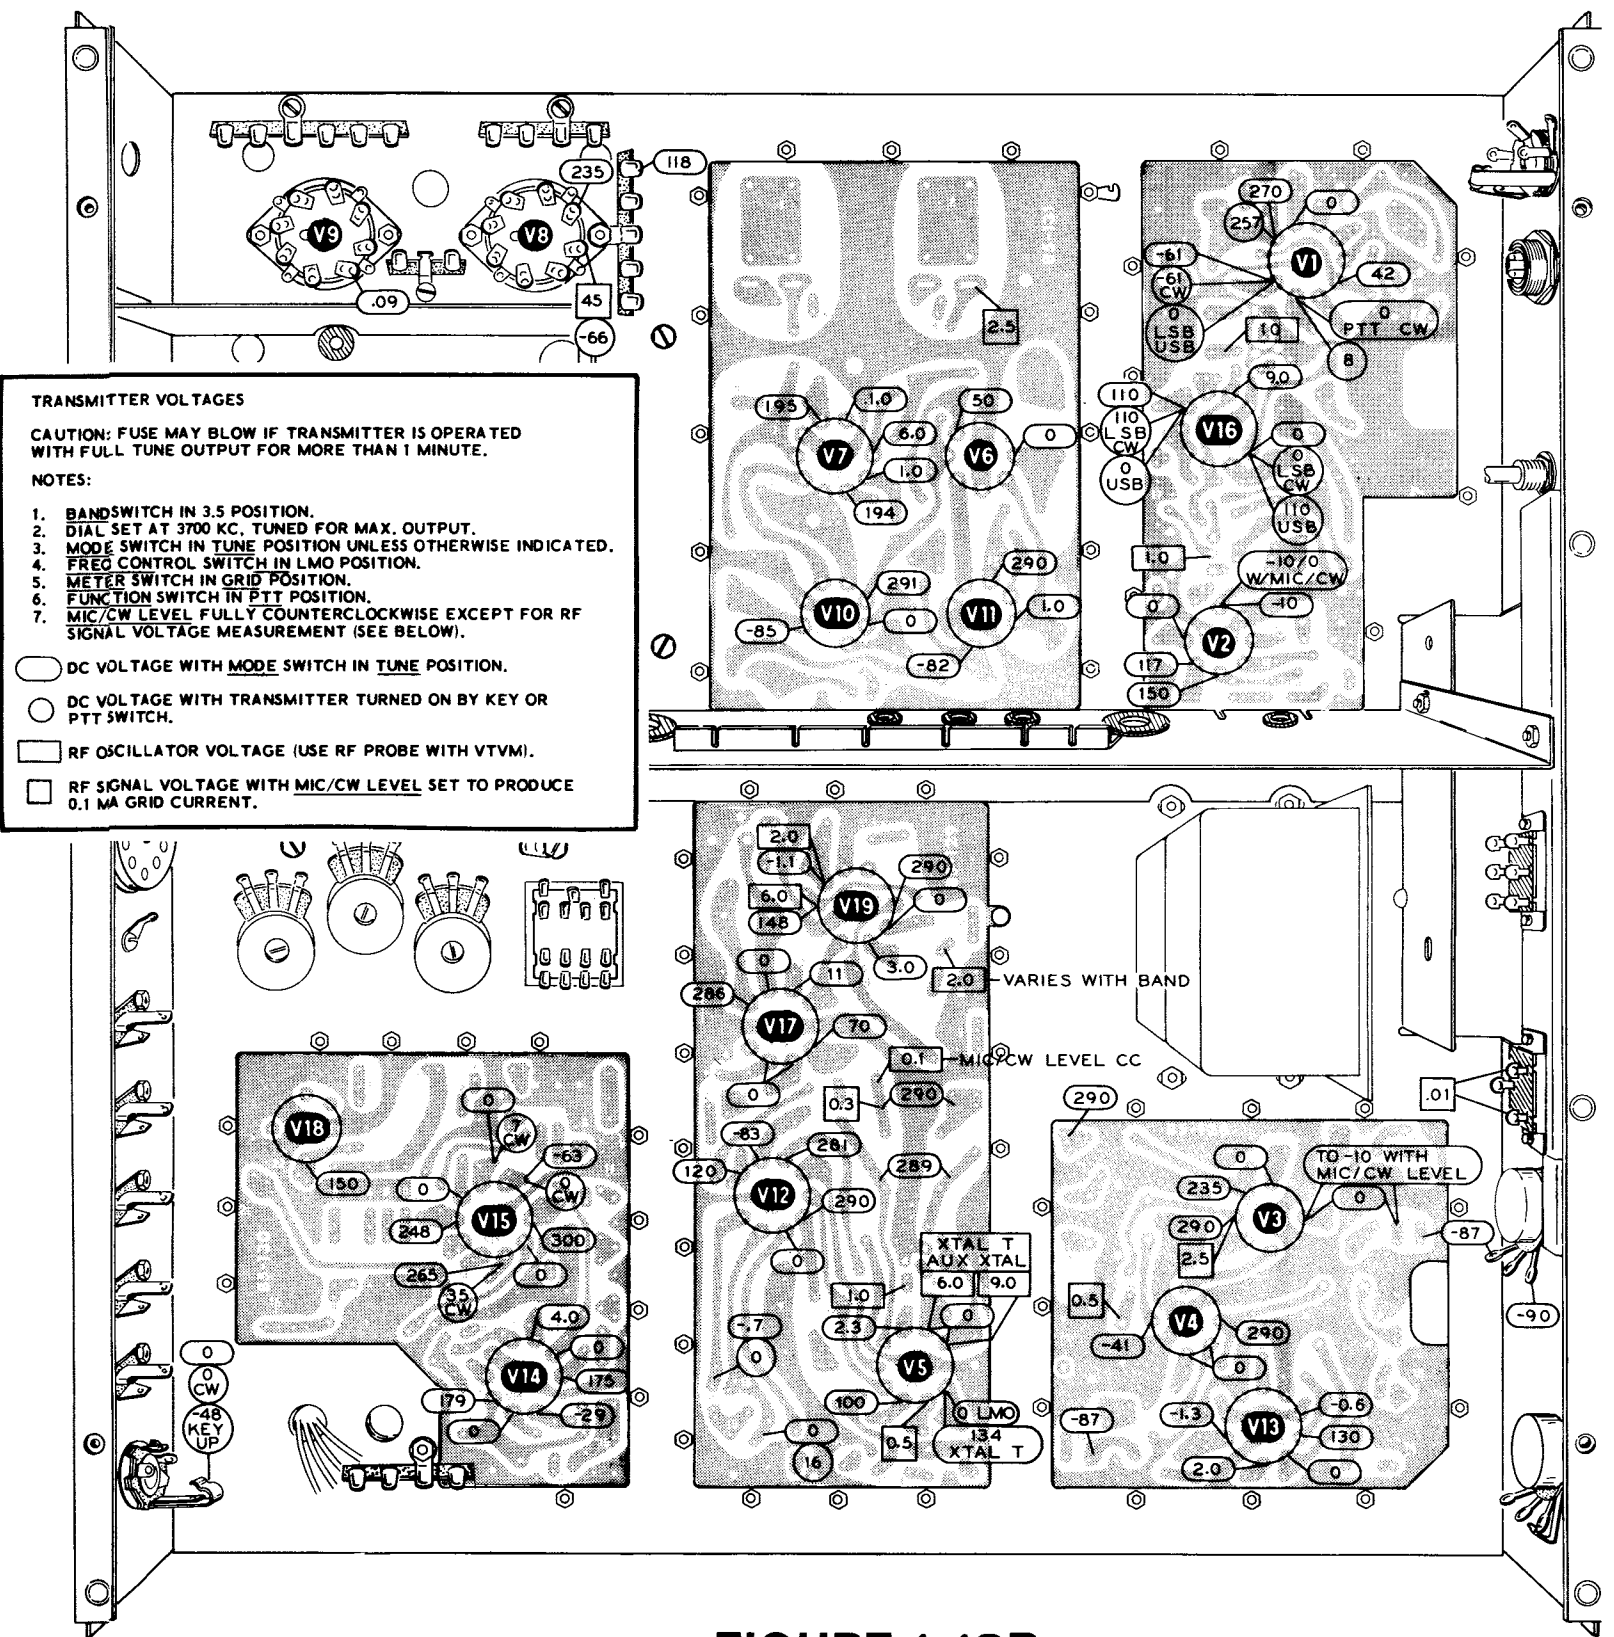 235
118
V9
V8
.09
45
-66
2.5
195
1.0
6.0
1.0
194
V7
50
0
V6
291
0
-85
V10
290
1.0
-82
V11
270
257
0
-61
-61
CW
0
LSB
USB
V1
42
0
PTT CW
8
1.0
9.0
110
110
LSB
CW
0
USB
V16
0
0
LSB
CW
110
USB
1.0
-10/0
W/MIC/CW
-10
0
V2
117
150
TRANSMITTER VOLTAGES
CAUTION: FUSE MAY BLOW IF TRANSMITTER IS OPERATED
WITH FULL TUNE OUTPUT FOR MORE THAN 1 MINUTE.
NOTES:
1. BANDSWITCH IN 3.5 POSITION.
2. DIAL SET AT 3700 KC, TUNED FOR MAX. OUTPUT.
3. MODE SWITCH IN TUNE POSITION UNLESS OTHERWISE INDICATED.
4. FREQ CONTROL SWITCH IN LMO POSITION.
5. METER SWITCH IN GRID POSITION.
6. FUNCTION SWITCH IN PTT POSITION.
7. MIC/CW LEVEL FULLY COUNTERCLOCKWISE EXCEPT FOR RF
SIGNAL VOLTAGE MEASUREMENT (SEE BELOW).
DC VOLTAGE WITH MODE SWITCH IN TUNE POSITION.
DC VOLTAGE WITH TRANSMITTER TURNED ON BY KEY OR
PTT SWITCH.
RF OSCILLATOR VOLTAGE (USE RF PROBE WITH VTVM).
RF SIGNAL VOLTAGE WITH MIC/CW LEVEL SET TO PRODUCE
0.1 MA GRID CURRENT.
2.0
-1.1
6.0
148
V19
290
0
3.0
2.0
VARIES WITH BAND
0
11
286
V17
70
0
0.1
MIC/CW LEVEL CC
0.3
290
-83
281
120
V12
289
290
0
XTAL T
AUX XTAL
6.0
9.0
1.0
2.3
0
-.7
0
V5
100
0 LMO
134
XTAL T
0.5
0
16
V18
150
0
7
CW
-63
0
CW
0
V15
248
300
265
0
3.5
CW
4.0
0
V14
175
179
-29
0
0
0
CW
-48
KEY
UP
290
.01
0
TO -10 WITH
MIC/CW LEVEL
0
235
V3
290
2.5
-87
0.5
V4
-41
290
0
-90
-87
-1.3
V13
-0.6
130
2.0
0